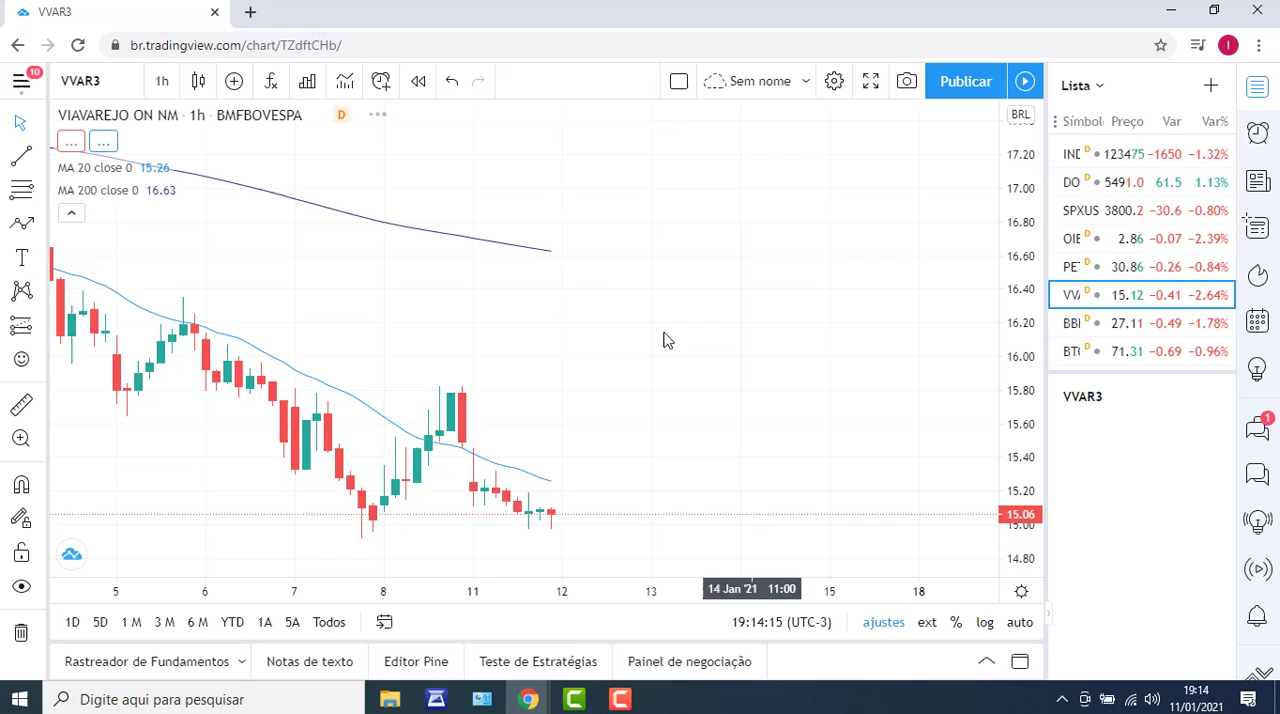 VVAR3
br.tradingview.com/chart/TZdftCHb/
I
10
VVAR3 1h Sem nome Publicar
VIAVAREJO ON NM · 1h · BMFBOVESPA D
... ...
MA 20 close 0 15.26
MA 200 close 0 16.63
BRL
17.20
17.00
16.80
16.60
16.40
16.20
16.00
15.80
15.60
15.40
15.20
15.06
15.00
14.80
5 6 7 8 11 12 13 14 Jan '21 11:00 15 18
1D 5D 1 M 3 M 6 M YTD 1A 5A Todos 19:14:15 (UTC-3) ajustes ext % log auto
Rastreador de Fundamentos Notas de texto Editor Pine Teste de Estratégias Painel de negociação
Lista
Símbol Preço Var Var%
IND D 123475 −1650 −1.32%
DO D 5491.0 61.5 1.13%
SPXUS 3800.2 −30.6 −0.80%
OIB D 2.86 −0.07 −2.39%
PE D 30.86 −0.26 −0.84%
VV D 15.12 −0.41 −2.64%
BB D 27.11 −0.49 −1.78%
BT D 71.31 −0.69 −0.96%
VVAR3
1
Digite aqui para pesquisar
19:14
11/01/2021